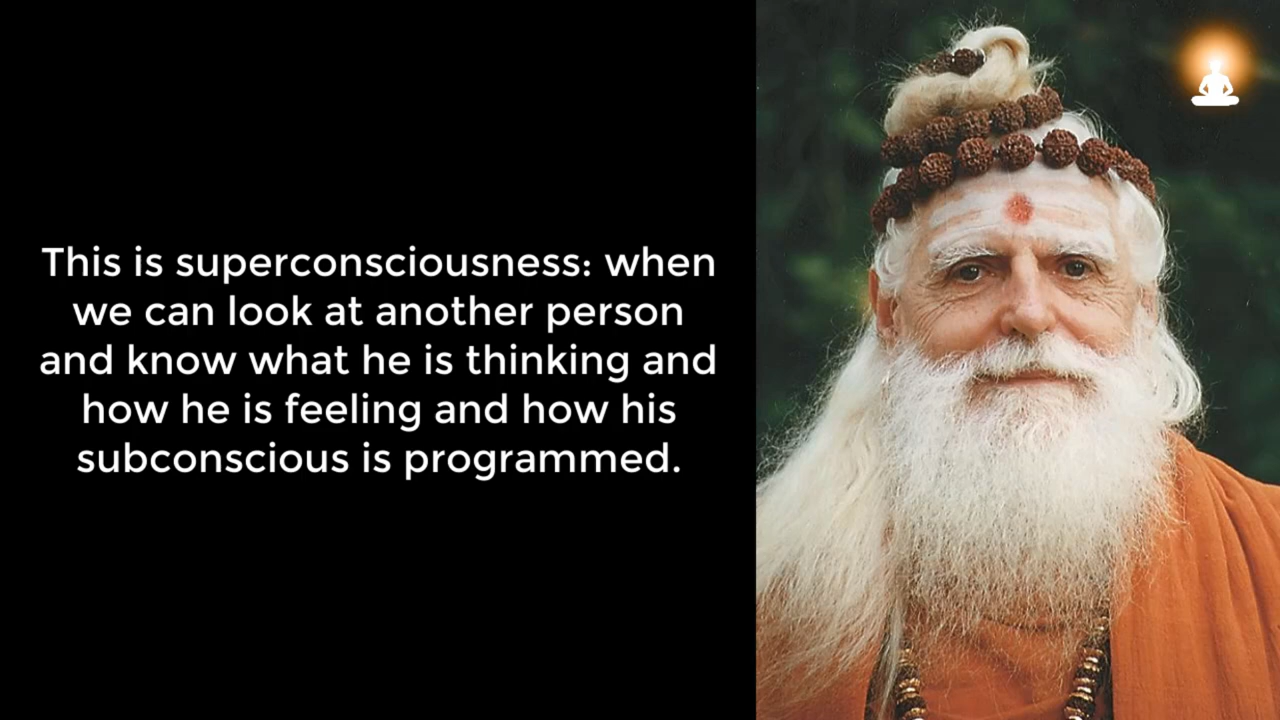 This is superconsciousness: when
we can look at another person
and know what he is thinking and
how he is feeling and how his
subconscious is programmed.